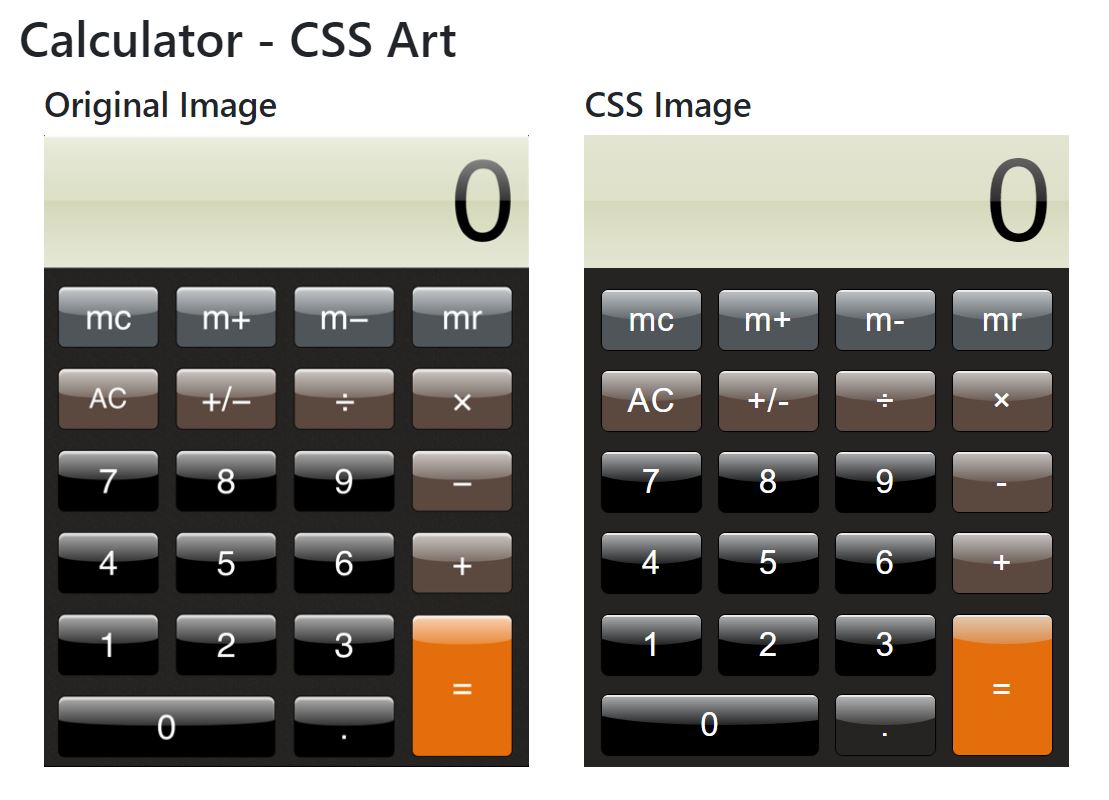 Calculator - CSS Art
Original Image
CSS Image
0
0
mc m+ m– mr
mc m+ m- mr
AC +/– ÷ ×
AC +/- ÷ ×
7 8 9 –
7 8 9 -
4 5 6 +
4 5 6 +
1 2 3
1 2 3
=
=
0 .
0 .